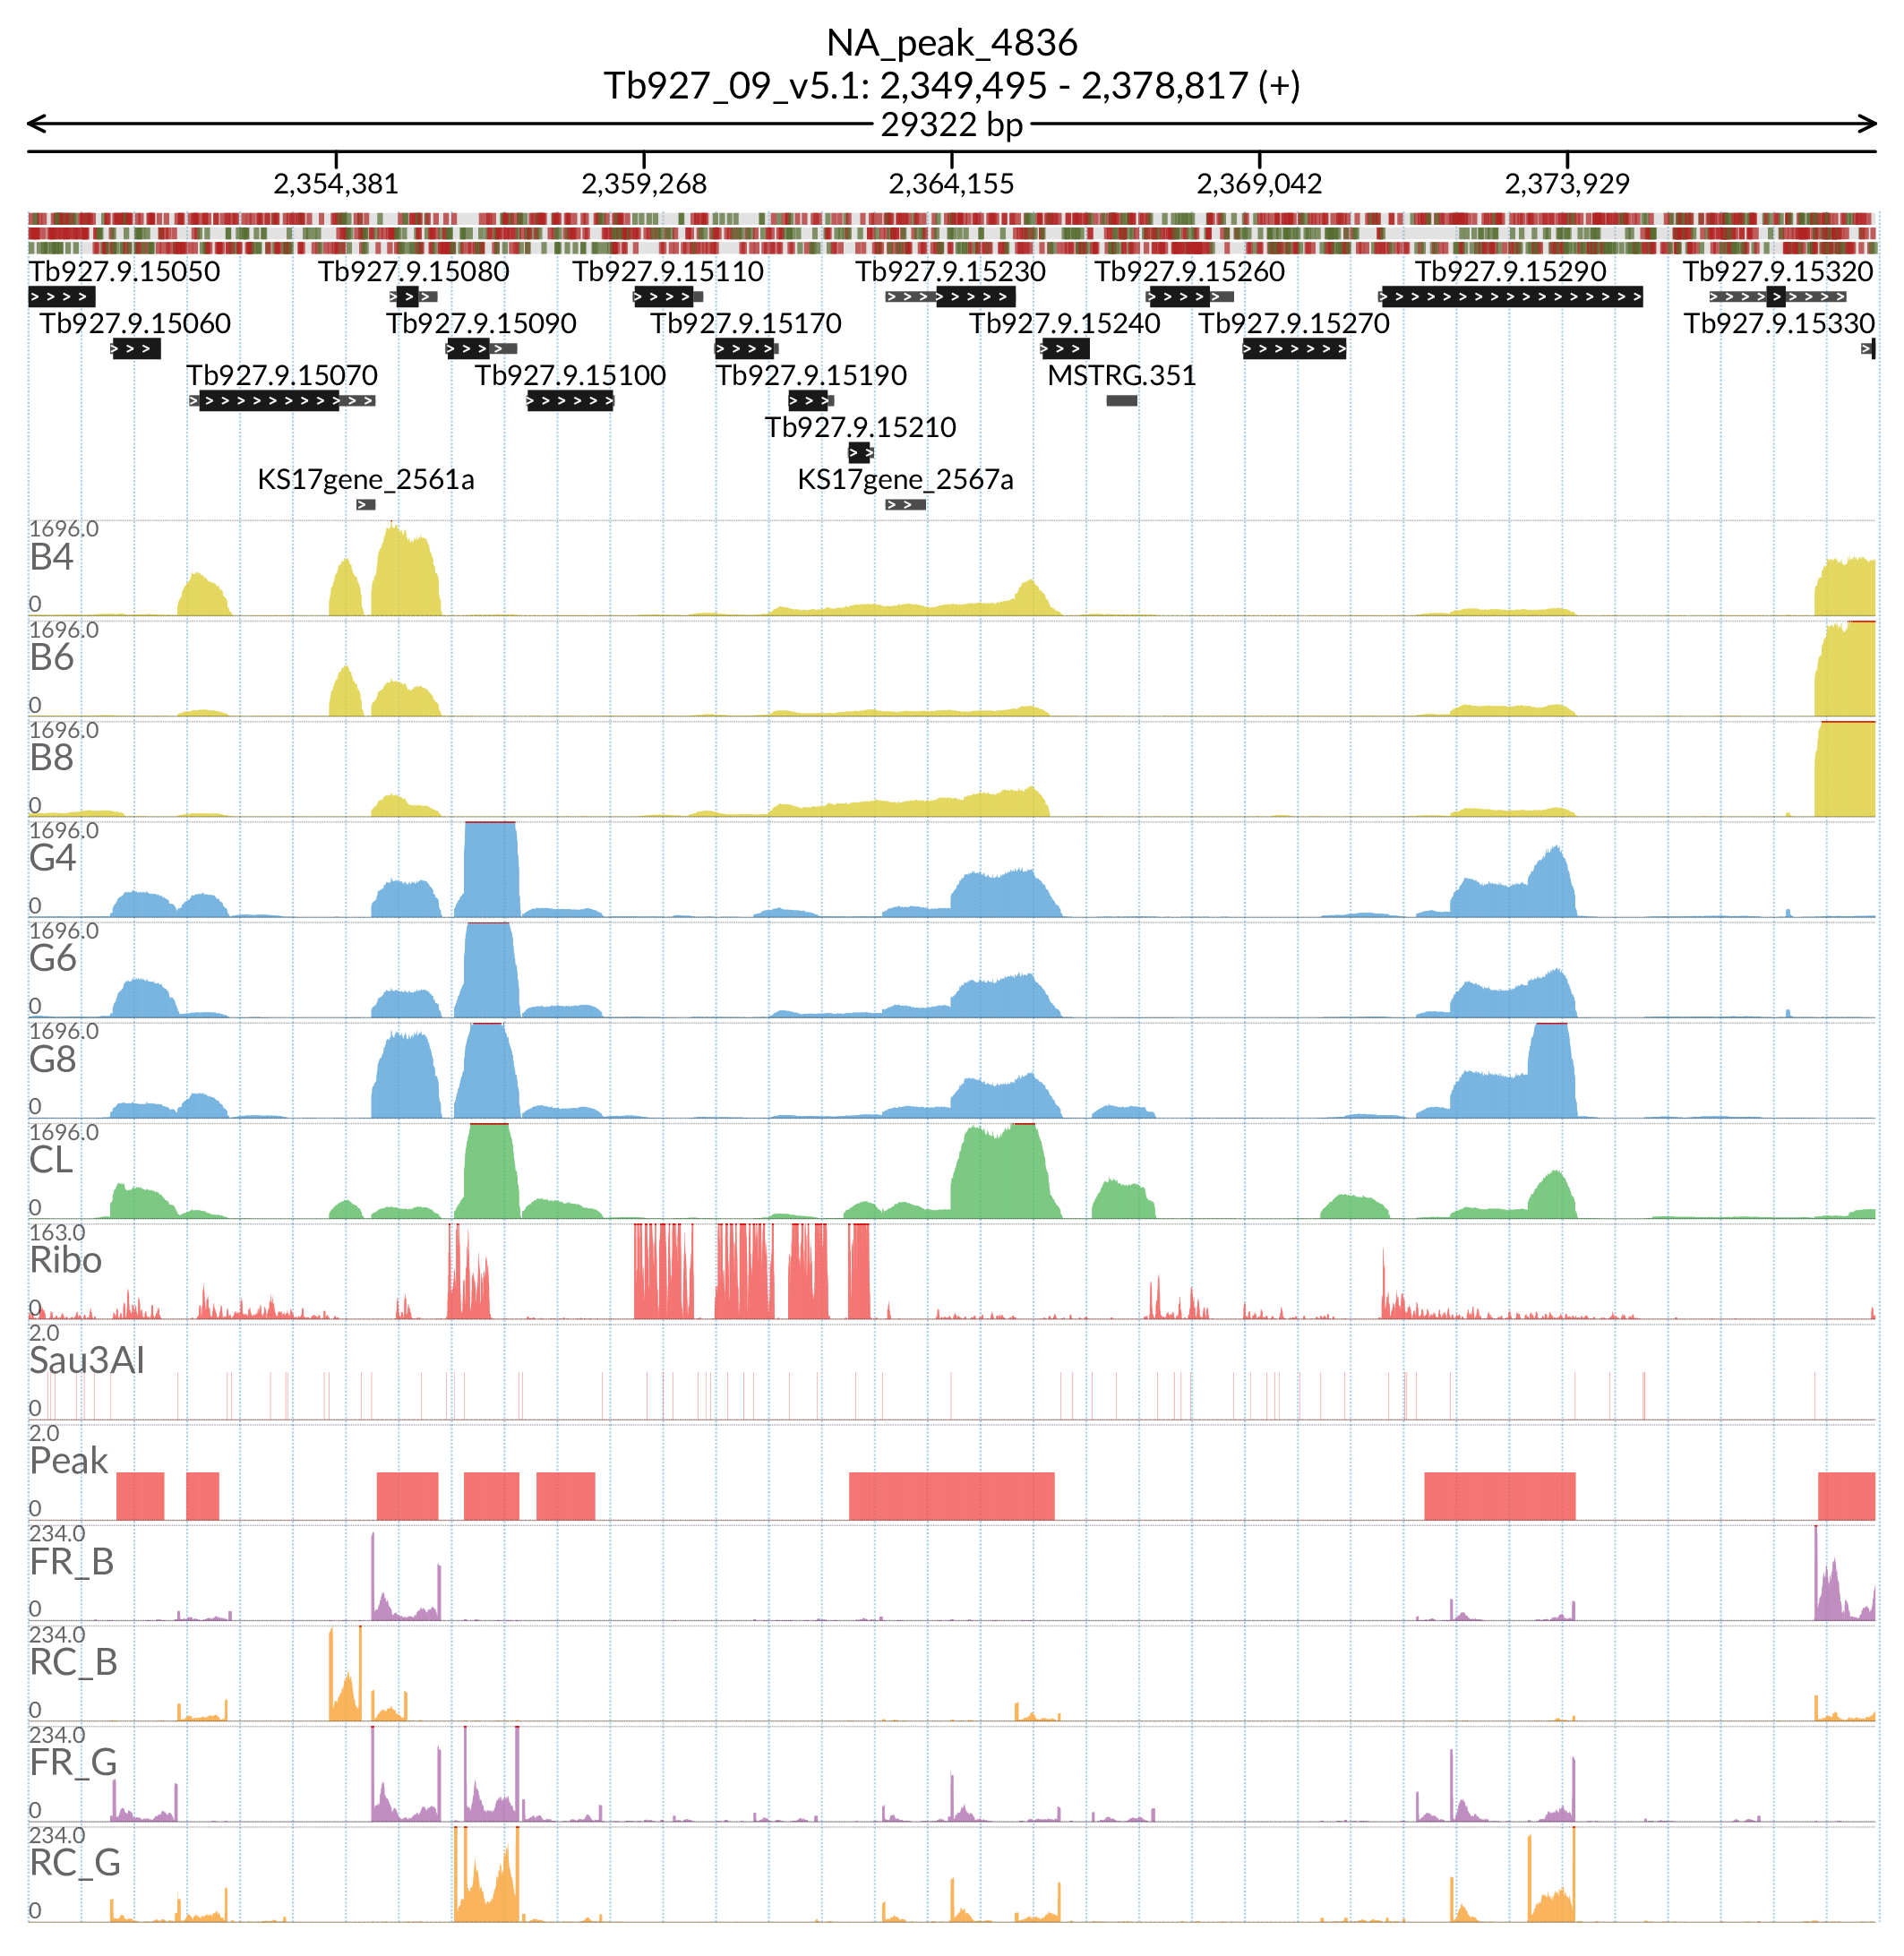 NA_peak_4836
Tb927_09_v5.1: 2,349,495 - 2,378,817 (+)
29322 bp
2,354,381 2,359,268 2,364,155 2,369,042 2,373,929
Tb927.9.15050 Tb927.9.15080 Tb927.9.15110 Tb927.9.15230 Tb927.9.15260 Tb927.9.15290 Tb927.9.15320
Tb927.9.15060 Tb927.9.15090 Tb927.9.15170 Tb927.9.15240 Tb927.9.15270 Tb927.9.15330
Tb927.9.15070 Tb927.9.15100 Tb927.9.15190 MSTRG.351
Tb927.9.15210
KS17gene_2561a KS17gene_2567a
1696.0
B4
0
1696.0
B6
0
1696.0
B8
0
1696.0
G4
0
1696.0
G6
0
1696.0
G8
0
1696.0
CL
0
163.0
Ribo
0
2.0
Sau3AI
0
2.0
Peak
0
234.0
FR_B
0
234.0
RC_B
0
234.0
FR_G
0
234.0
RC_G
0